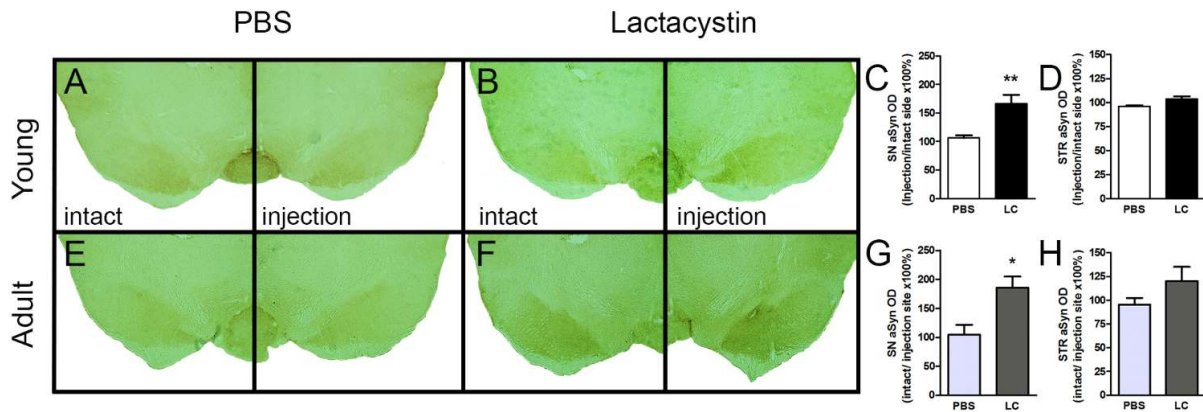 PBS
Lactacystin
Young
A
B
intact
injection
intact
injection
C
SN aSyn OD
(Injection/intact side x100%)
250
200
150
100
50
0
**
PBS
LC
D
STR aSyn OD
(Injection/intact side x100%)
150
125
100
75
50
25
0
PBS
LC
Adult
E
F
G
SN aSyn OD
(intact/ injection site x100%)
250
200
150
100
50
0
*
PBS
LC
H
STR aSyn OD
(intact/ injection site x100%)
150
125
100
75
50
25
0
PBS
LC